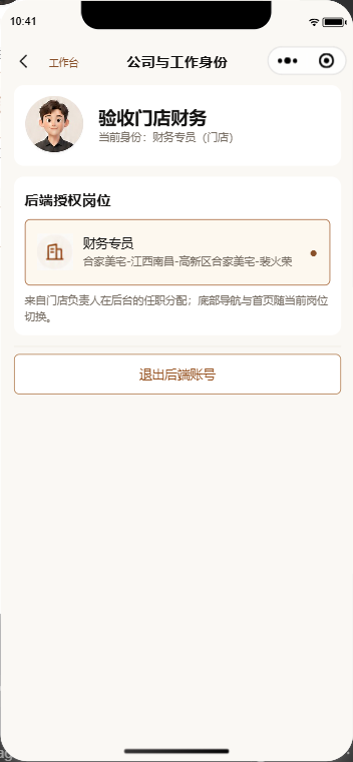 10:41
工作台
公司与工作身份
验收门店财务
当前身份：财务专员（门店）
后端授权岗位
财务专员
合家美宅-江西南昌-高新区合家美宅-裴火荣
来自门店负责人在后台的任职分配；底部导航与首页随当前岗位
切换。
退出后端账号